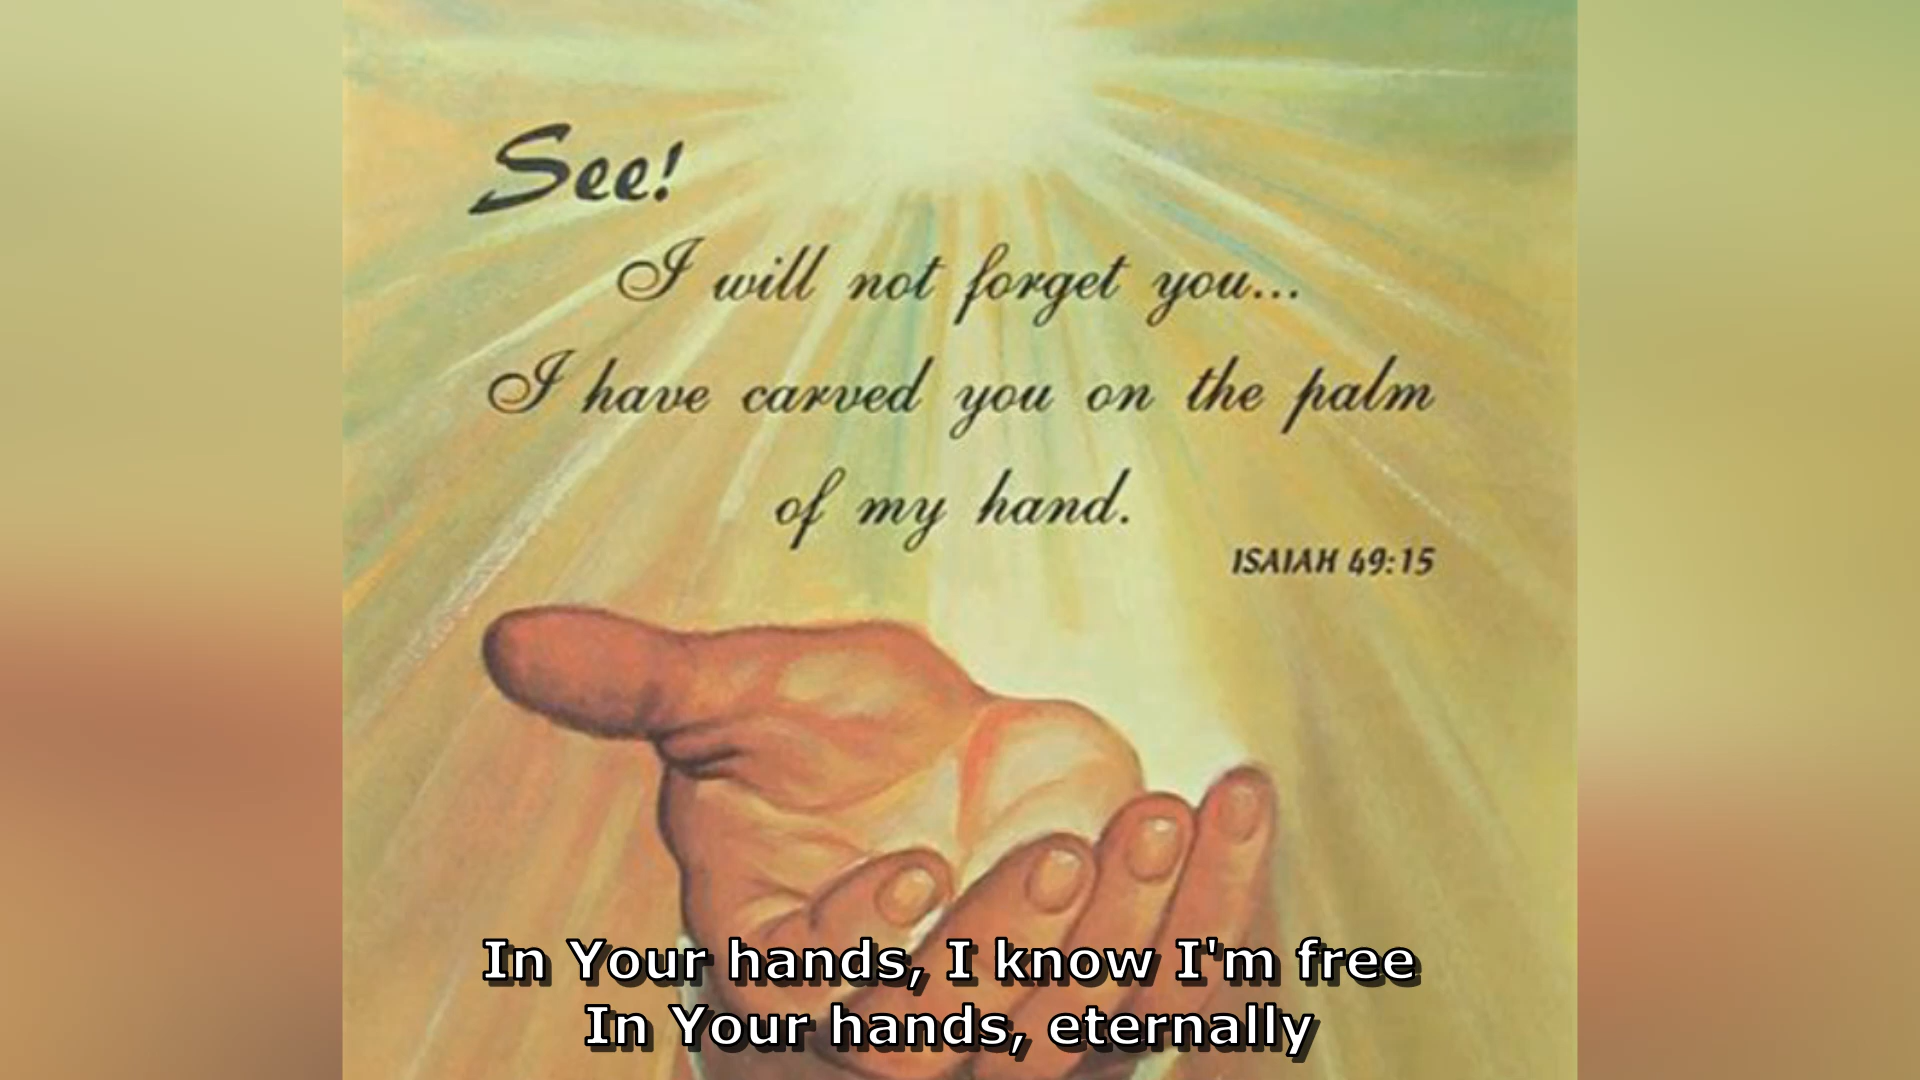 See!
I will not forget you...
I have carved you on the palm
of my hand.
ISAIAH 49:15
In Your hands, I know I'm free
In Your hands, eternally